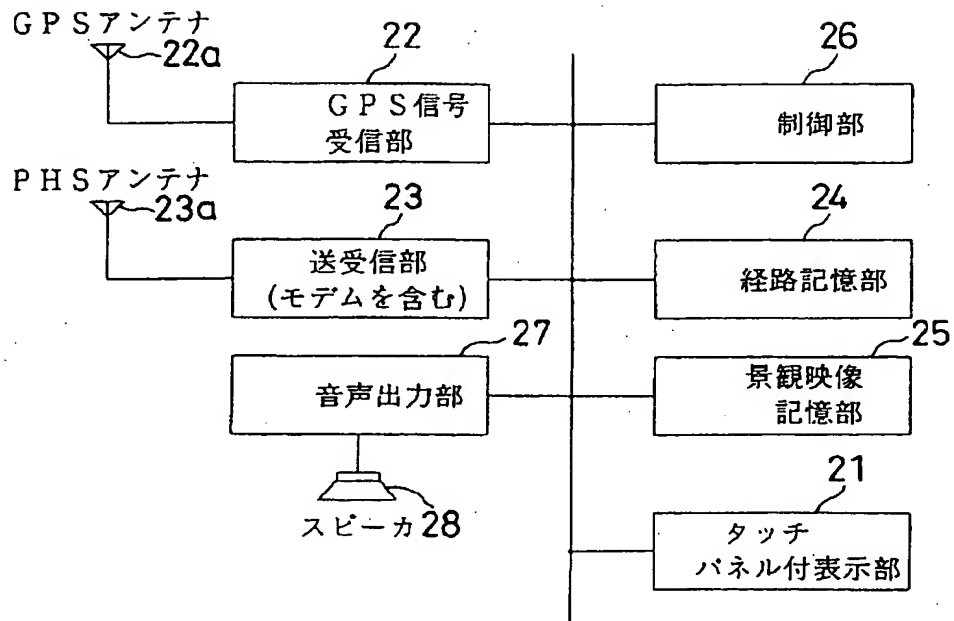 GPSアンテナ
22a
22
GPS信号
受信部
26
制御部
PHSアンテナ
23a
23
送受信部
(モデムを含む)
24
経路記憶部
27
音声出力部
25
景観映像
記憶部
スピーカ 28
21
タッチ
パネル付表示部